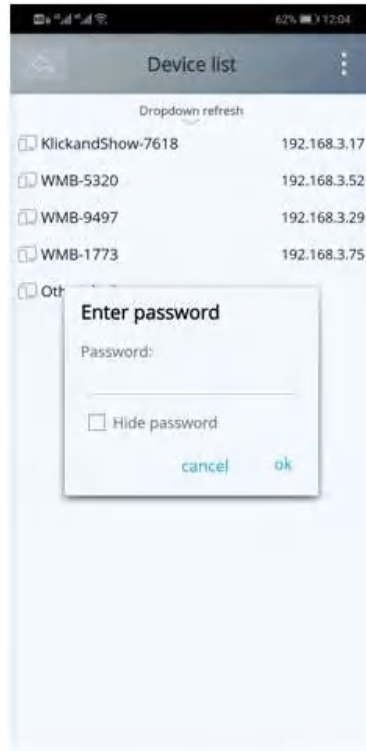 62% 12:04
Device list
Dropdown refresh
KlickandShow-7618 192.168.3.17
WMB-5320 192.168.3.52
WMB-9497 192.168.3.29
WMB-1773 192.168.3.75
Oth
Enter password
Password:
Hide password
cancel ok